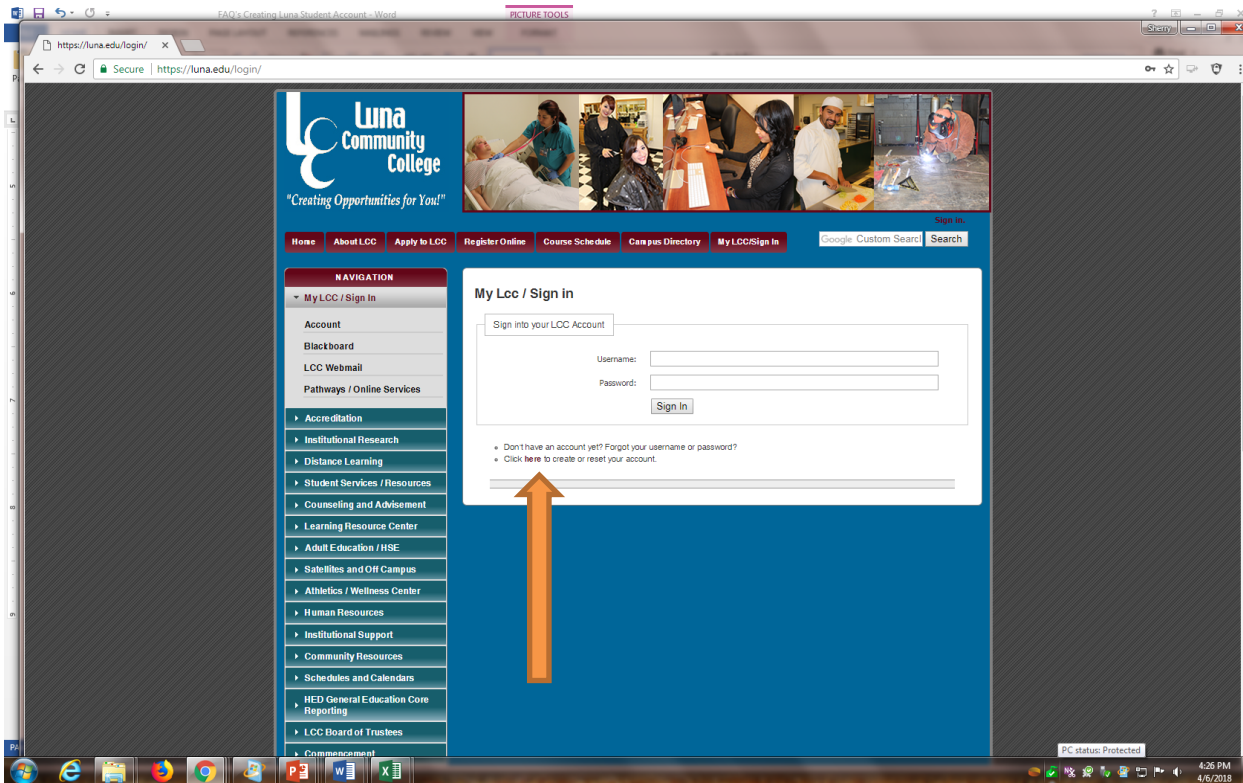 FAQ's Creating Luna Student Account - Word
PICTURE TOOLS
Sherry
https://luna.edu/login/
Secure | https://luna.edu/login/
Luna
Community
College
"Creating Opportunities for You!"
Sign in.
Home About LCC Apply to LCC Register Online Course Schedule Campus Directory My LCC/Sign In Google Custom Searcl Search
NAVIGATION
My LCC / Sign In
Account
Blackboard
LCC Webmail
Pathways / Online Services
Accreditation
Institutional Research
Distance Learning
Student Services / Resources
Counseling and Advisement
Learning Resource Center
Adult Education / HSE
Satellites and Off Campus
Athletics / Wellness Center
Human Resources
Institutional Support
Community Resources
Schedules and Calendars
HED General Education Core
Reporting
LCC Board of Trustees
Commencement
My Lcc / Sign in
Sign into your LCC Account
Username:
Password:
Sign In
Don't have an account yet? Forgot your username or password?
Click here to create or reset your account.
PC status: Protected
4:26 PM
4/6/2018